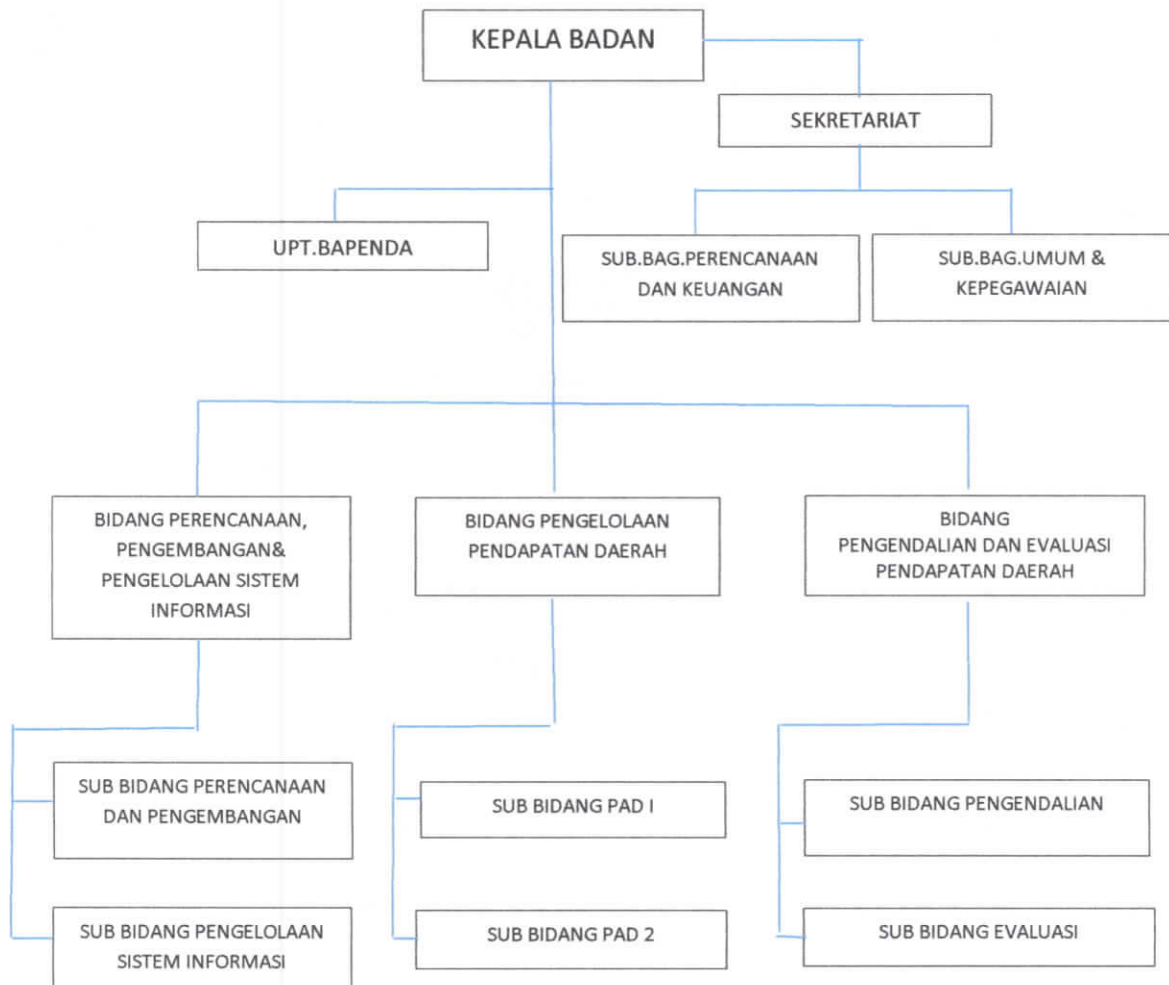 KEPALA BADAN
SEKRETARIAT
UPT.BAPENDA
SUB.BAG.PERENCANAAN
DAN KEUANGAN
SUB.BAG.UMUM &
KEPEGAWAIAN
BIDANG PERENCANAAN,
PENGEMBANGAN&
PENGELOLAAN SISTEM
INFORMASI
BIDANG PENGELOLAAN
PENDAPATAN DAERAH
BIDANG
PENGENDALIAN DAN EVALUASI
PENDAPATAN DAERAH
SUB BIDANG PERENCANAAN
DAN PENGEMBANGAN
SUB BIDANG PAD I
SUB BIDANG PENGENDALIAN
SUB BIDANG PENGELOLAAN
SISTEM INFORMASI
SUB BIDANG PAD 2
SUB BIDANG EVALUASI